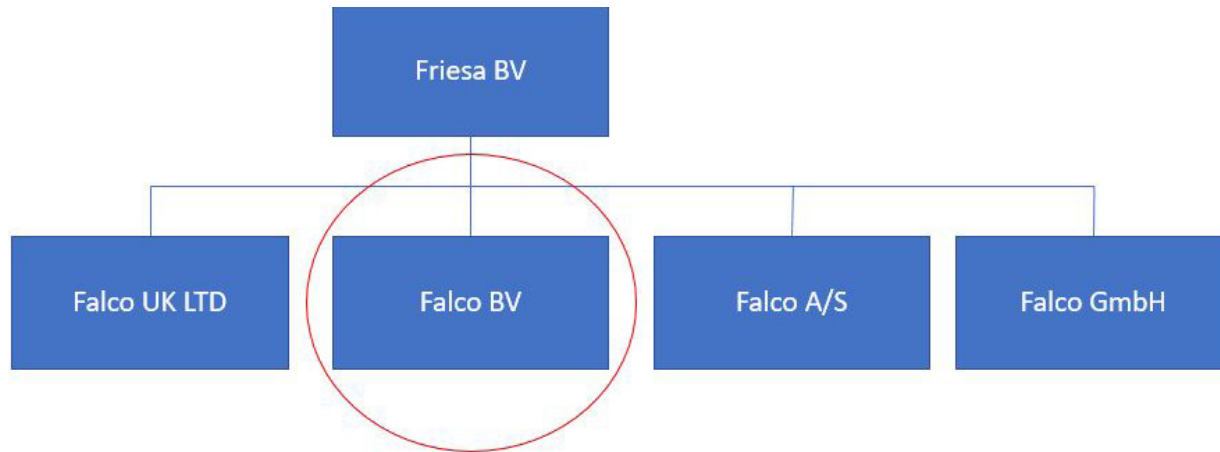 Friesa BV
Falco UK LTD
Falco BV
Falco A/S
Falco GmbH